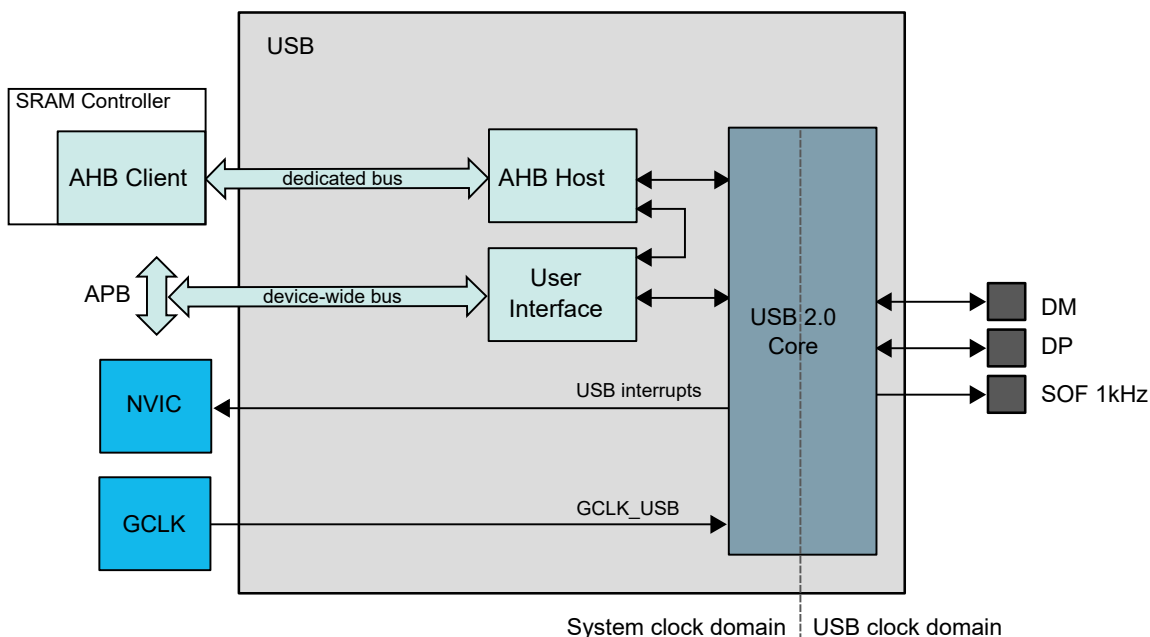 USB
SRAM Controller
AHB Client
dedicated bus
AHB Host
APB
device-wide bus
User
Interface
USB 2.0
Core
DM
DP
SOF 1kHz
NVIC
USB interrupts
GCLK
GCLK_USB
System clock domain
USB clock domain